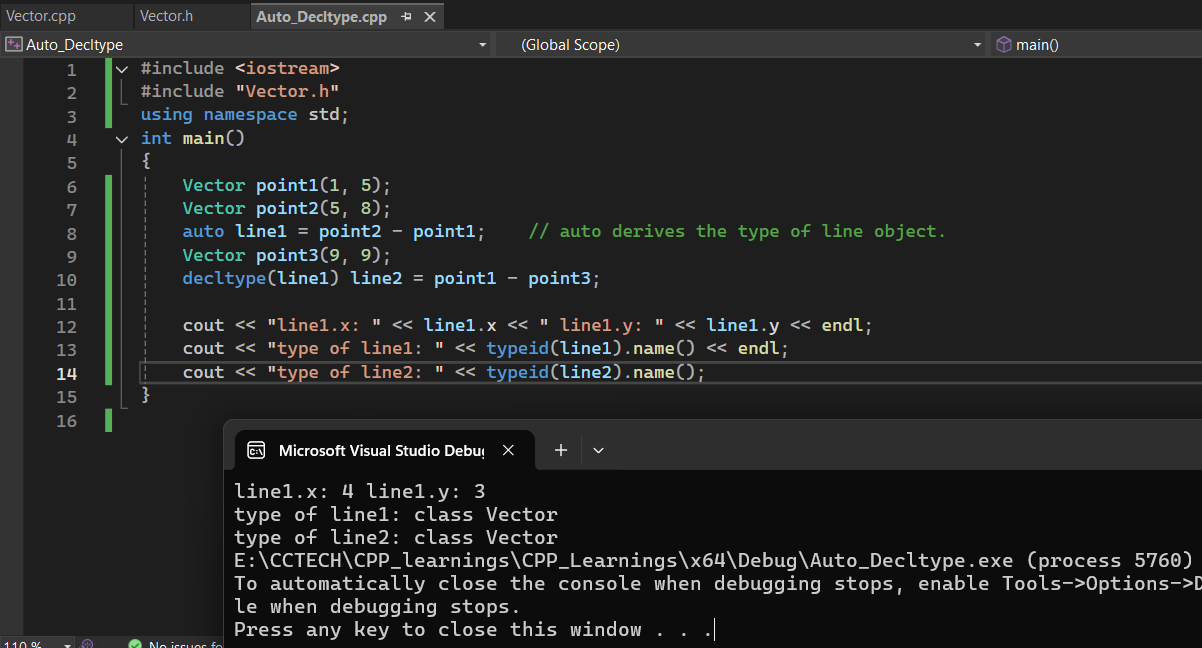 Vector.cpp Vector.h Auto_Decltype.cpp
Auto_Decltype (Global Scope) main()
1 #include <iostream>
2 #include "Vector.h"
3 using namespace std;
4 int main()
5 {
6 Vector point1(1, 5);
7 Vector point2(5, 8);
8 auto line1 = point2 - point1; // auto derives the type of line object.
9 Vector point3(9, 9);
10 decltype(line1) line2 = point1 - point3;
11
12 cout << "line1.x: " << line1.x << " line1.y: " << line1.y << endl;
13 cout << "type of line1: " << typeid(line1).name() << endl;
14 cout << "type of line2: " << typeid(line2).name();
15 }
16
Microsoft Visual Studio Debug
line1.x: 4 line1.y: 3
type of line1: class Vector
type of line2: class Vector
E:\CCTECH\CPP_learnings\CPP_Learnings\x64\Debug\Auto_Decltype.exe (process 5760)
To automatically close the console when debugging stops, enable Tools->Options->D
le when debugging stops.
Press any key to close this window . . .
110 % No issues fo